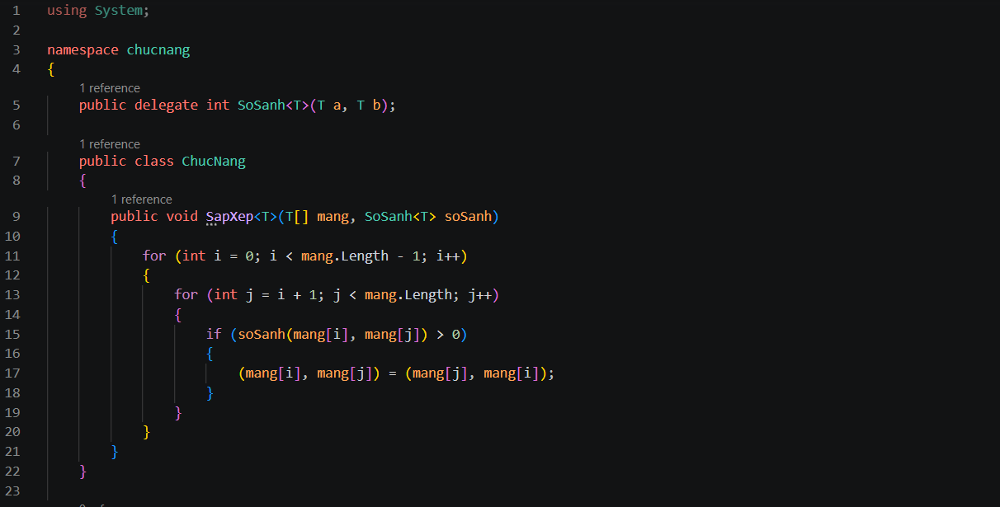 1 using System;
2
3 namespace chucnang
4 {
1 reference
5 public delegate int SoSanh<T>(T a, T b);
6
1 reference
7 public class ChucNang
8 {
1 reference
9 public void SapXep<T>(T[] mang, SoSanh<T> soSanh)
10 {
11 for (int i = 0; i < mang.Length - 1; i++)
12 {
13 for (int j = i + 1; j < mang.Length; j++)
14 {
15 if (soSanh(mang[i], mang[j]) > 0)
16 {
17 (mang[i], mang[j]) = (mang[j], mang[i]);
18 }
19 }
20 }
21 }
22 }
23